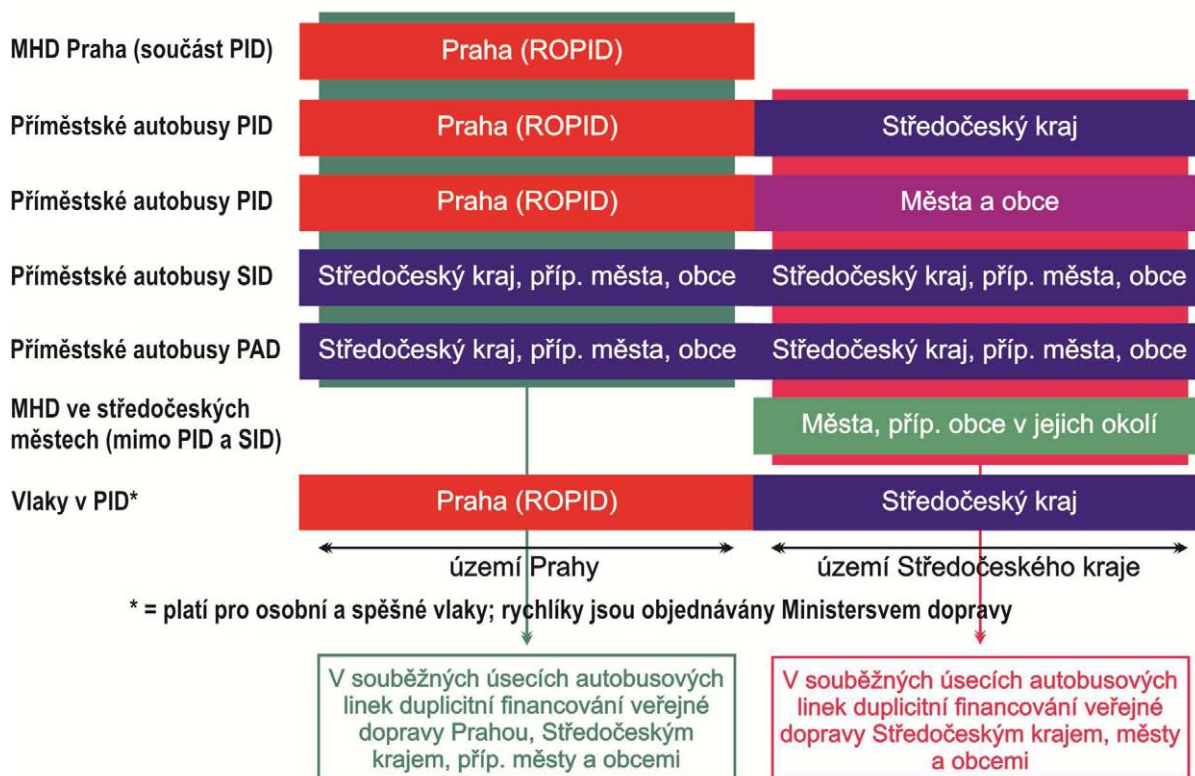 MHD Praha (součást PID)
Praha (ROPID)
Příměstské autobusy PID
Praha (ROPID)
Středočeský kraj
Příměstské autobusy PID
Praha (ROPID)
Města a obce
Příměstské autobusy SID
Středočeský kraj, příp. města, obce
Středočeský kraj, příp. města, obce
Příměstské autobusy PAD
Středočeský kraj, příp. města, obce
Středočeský kraj, příp. města, obce
MHD ve středočeských
městech (mimo PID a SID)
Města, příp. obce v jejich okolí
Vlaky v PID*
Praha (ROPID)
Středočeský kraj
území Prahy
území Středočeského kraje
* = platí pro osobní a spěšné vlaky; rychlíky jsou objednávány Ministersvem dopravy
V souběžných úsecích autobusových
linek duplicitní financování veřejné
dopravy Prahou, Středočeským
krajem, příp. městy a obcemi
V souběžných úsecích autobusových
linek duplicitní financování veřejné
dopravy Středočeským krajem, městy
a obcemi